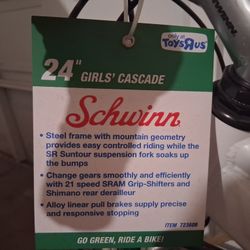 Only at
TOYSЯUS
24" GIRLS' CASCADE
Schwinn
• Steel frame with mountain geometry
provides easy controlled riding while the
SR Suntour suspension fork soaks up
the bumps
• Change gears smoothly and efficiently
with 21 speed SRAM Grip-Shifters and
Shimano rear derailleur
• Alloy linear pull brakes supply precise
and responsive stopping
ITEM 723608
GO GREEN, RIDE A BIKE!